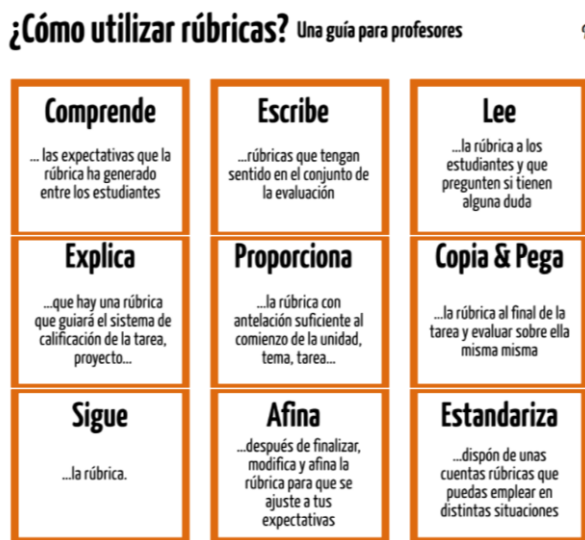 ¿Cómo utilizar rúbricas? Una guía para profesores
Comprende
... las expectativas que la
rúbrica ha generado
entre los estudiantes
Escribe
...rúbricas que tengan
sentido en el conjunto de
la evaluación
Lee
...la rúbrica a los
estudiantes y que
pregunten si tienen
alguna duda
Explica
...que hay una rúbrica
que guiará el sistema de
calificación de la tarea,
proyecto...
Proporciona
...la rúbrica con
antelación suficiente al
comienzo de la unidad,
tema, tarea...
Copia & Pega
...la rúbrica al final de la
tarea y evaluar sobre ella
misma misma
Sigue
...la rúbrica.
Afina
...después de finalizar,
modifica y afina la
rúbrica para que se
ajuste a tus
expectativas
Estandariza
...dispón de unas
cuentas rúbricas que
puedas emplear en
distintas situaciones